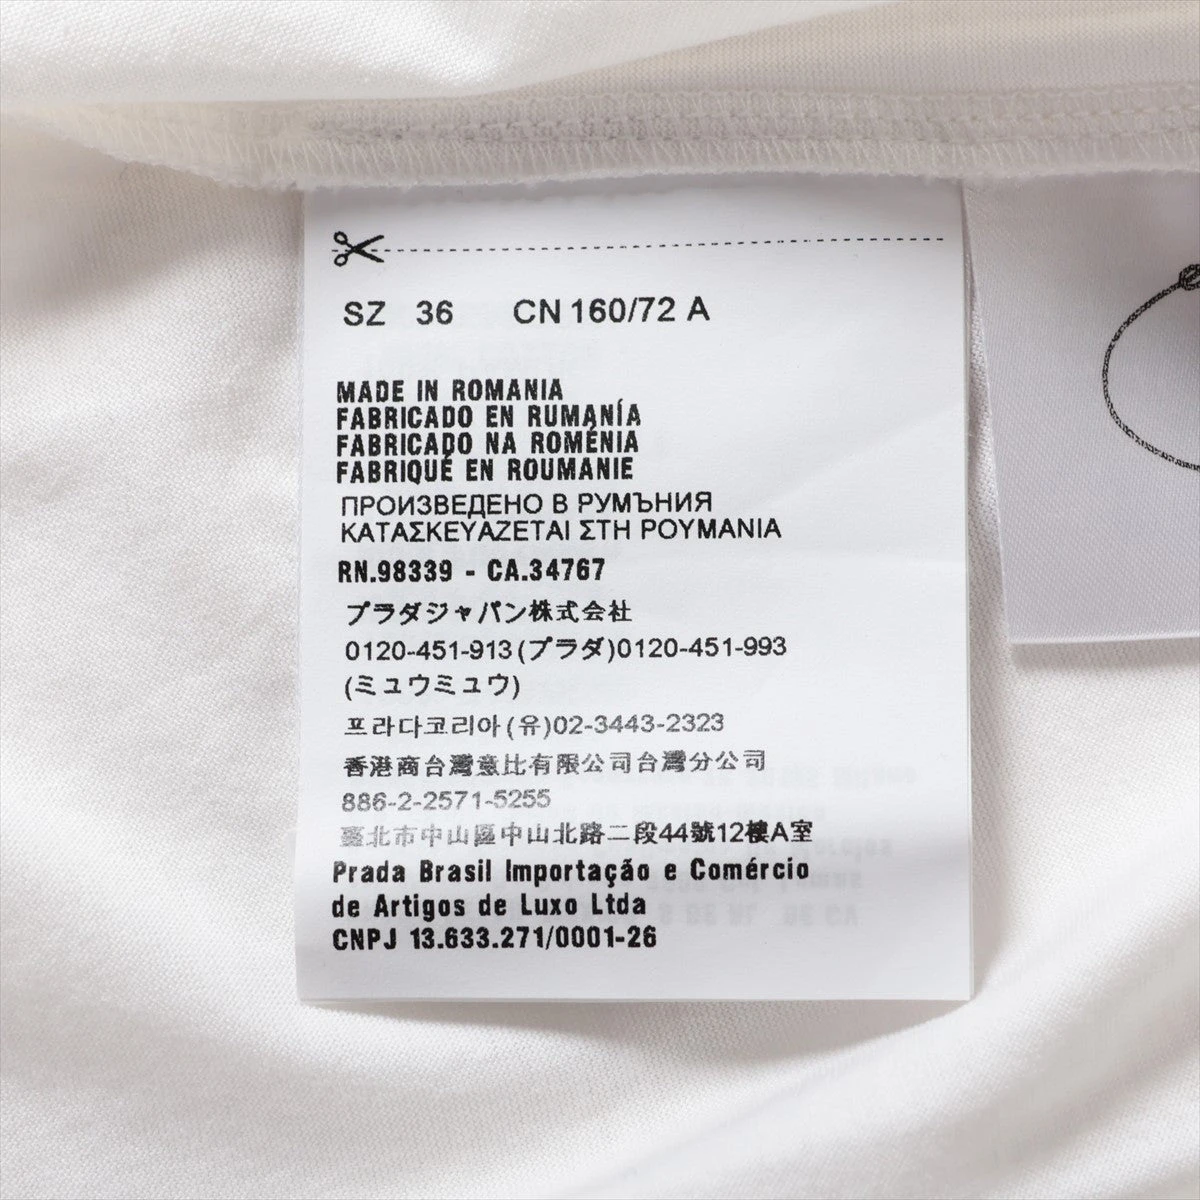 SZ 36 CN 160/72 A
MADE IN ROMANIA
FABRICADO EN RUMANÍA
FABRICADO NA ROMÉNIA
FABRIQUÉ EN ROUMANIE
ПРОИЗВЕДЕНО В РУМЪНИЯ
ΚΑΤΑΣΚΕΥΑΖΕΤΑΙ ΣΤΗ ΡΟΥΜΑΝΙΑ
RN.98339 - CA.34767
プラダジャパン株式会社
0120-451-913(プラダ)0120-451-993
(ミュウミュウ)
프라다코리아(유)02-3443-2323
香港商台灣意比有限公司台灣分公司
886-2-2571-5255
臺北市中山區中山北路二段44號12樓A室
Prada Brasil Importação e Comércio
de Artigos de Luxo Ltda
CNPJ 13.633.271/0001-26